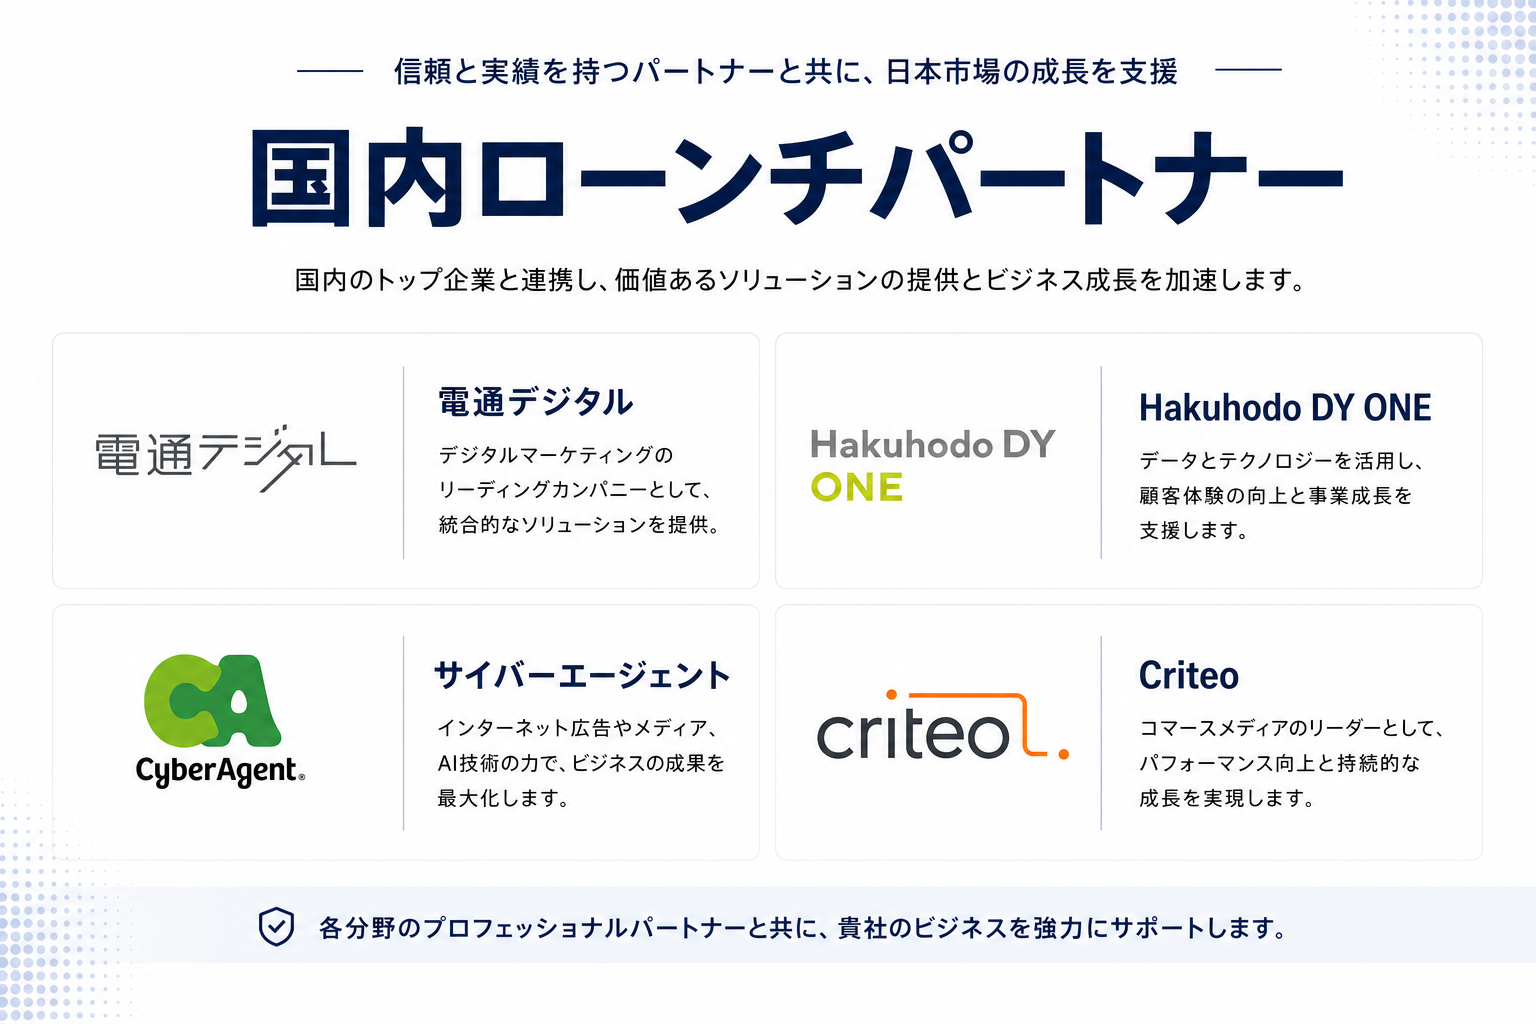 信頼と実績を持つパートナーと共に、日本市場の成長を支援
国内ローンチパートナー
国内のトップ企業と連携し、価値あるソリューションの提供とビジネス成長を加速します。
電通デジタル
電通デジタル
デジタルマーケティングの
リーディングカンパニーとして、
統合的なソリューションを提供。
Hakuhodo DY
ONE
Hakuhodo DY ONE
データとテクノロジーを活用し、
顧客体験の向上と事業成長を
支援します。
CA
CyberAgent®
サイバーエージェント
インターネット広告やメディア、
AI技術の力で、ビジネスの成果を
最大化します。
criteo
Criteo
コマースメディアのリーダーとして、
パフォーマンス向上と持続的な
成長を実現します。
各分野のプロフェッショナルパートナーと共に、貴社のビジネスを強力にサポートします。